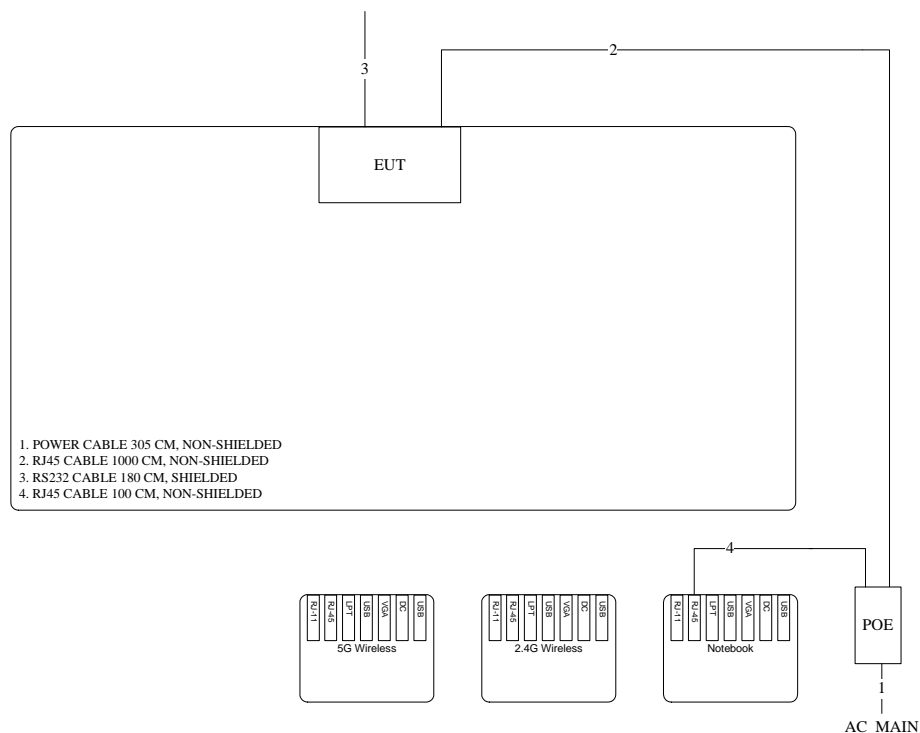 3
2
EUT
1. POWER CABLE 305 CM, NON-SHIELDED
2. RJ45 CABLE 1000 CM, NON-SHIELDED
3. RS232 CABLE 180 CM, SHIELDED
4. RJ45 CABLE 100 CM, NON-SHIELDED
4
RJ-11 RJ-45 LPT USB VGA DC USB
5G Wireless
RJ-11 RJ-45 LPT USB VGA DC USB
2.4G Wireless
RJ-11 RJ-45 LPT USB VGA DC USB
Notebook
POE
1
AC MAIN